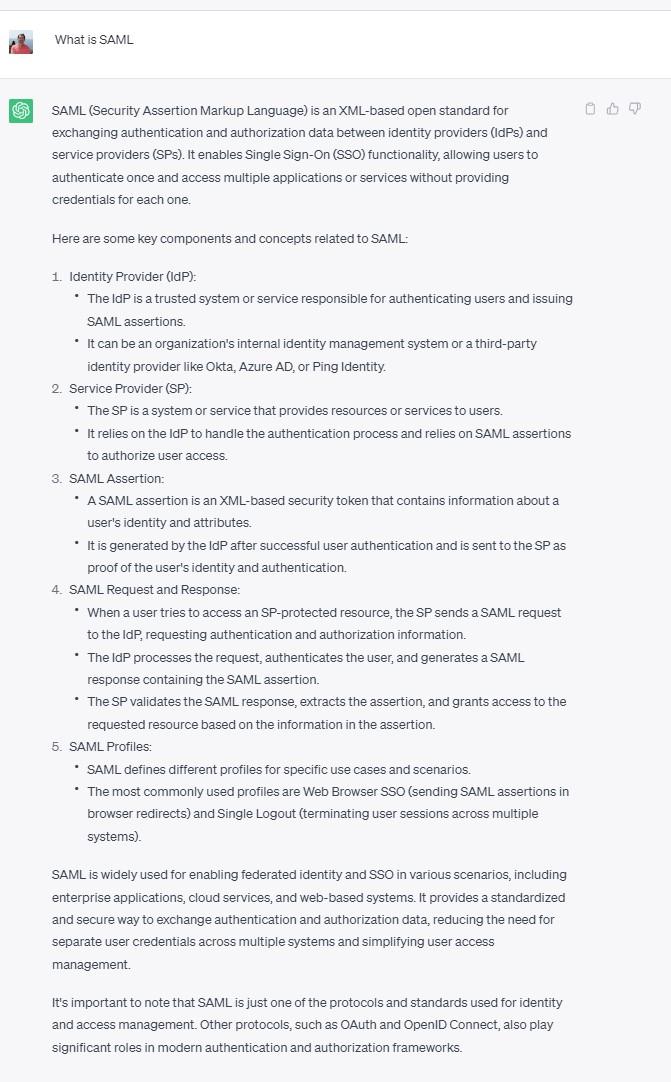 What is SAML
SAML (Security Assertion Markup Language) is an XML-based open standard for
exchanging authentication and authorization data between identity providers (IdPs) and
service providers (SPs). It enables Single Sign-On (SSO) functionality, allowing users to
authenticate once and access multiple applications or services without providing
credentials for each one.
Here are some key components and concepts related to SAML:
1. Identity Provider (IdP):
• The IdP is a trusted system or service responsible for authenticating users and issuing
SAML assertions.
• It can be an organization's internal identity management system or a third-party
identity provider like Okta, Azure AD, or Ping Identity.
2. Service Provider (SP):
• The SP is a system or service that provides resources or services to users.
• It relies on the IdP to handle the authentication process and relies on SAML assertions
to authorize user access.
3. SAML Assertion:
• A SAML assertion is an XML-based security token that contains information about a
user's identity and attributes.
• It is generated by the IdP after successful user authentication and is sent to the SP as
proof of the user's identity and authentication.
4. SAML Request and Response:
• When a user tries to access an SP-protected resource, the SP sends a SAML request
to the IdP, requesting authentication and authorization information.
• The IdP processes the request, authenticates the user, and generates a SAML
response containing the SAML assertion.
• The SP validates the SAML response, extracts the assertion, and grants access to the
requested resource based on the information in the assertion.
5. SAML Profiles:
• SAML defines different profiles for specific use cases and scenarios.
• The most commonly used profiles are Web Browser SSO (sending SAML assertions in
browser redirects) and Single Logout (terminating user sessions across multiple
systems).
SAML is widely used for enabling federated identity and SSO in various scenarios, including
enterprise applications, cloud services, and web-based systems. It provides a standardized
and secure way to exchange authentication and authorization data, reducing the need for
separate user credentials across multiple systems and simplifying user access
management.
It's important to note that SAML is just one of the protocols and standards used for identity
and access management. Other protocols, such as OAuth and OpenID Connect, also play
significant roles in modern authentication and authorization frameworks.